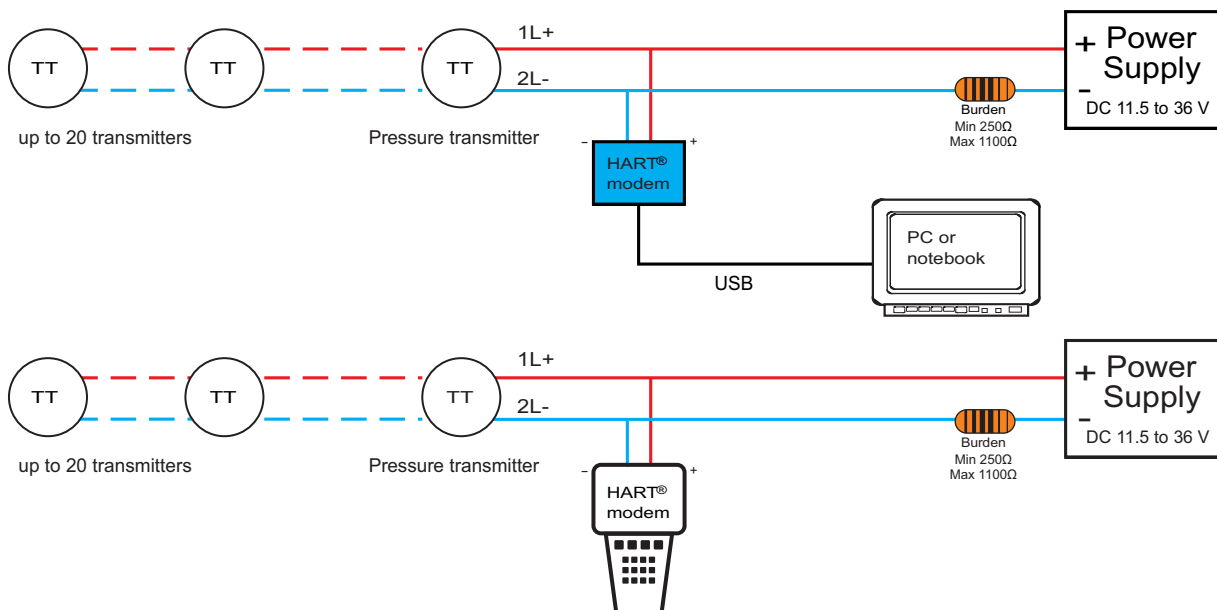 1L+
TT
TT
TT
2L-
up to 20 transmitters
Pressure transmitter
+ Power
Supply
-
DC 11.5 to 36 V
Burden
Min 250Ω
Max 1100Ω
-
+
HART®
modem
PC or
notebook
USB
1L+
TT
TT
TT
2L-
up to 20 transmitters
Pressure transmitter
+ Power
Supply
-
DC 11.5 to 36 V
Burden
Min 250Ω
Max 1100Ω
-
+
HART®
modem